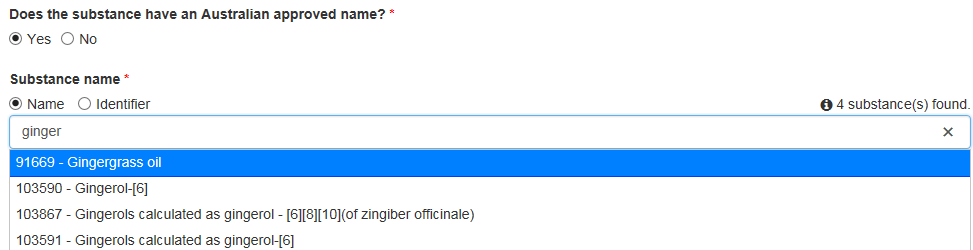 Does the substance have an Australian approved name? *
Yes No
Substance name *
Name Identifier 4 substance(s) found.
ginger
91669 - Gingergrass oil
103590 - Gingerol-[6]
103867 - Gingerols calculated as gingerol - [6][8][10](of zingiber officinale)
103591 - Gingerols calculated as gingerol-[6]